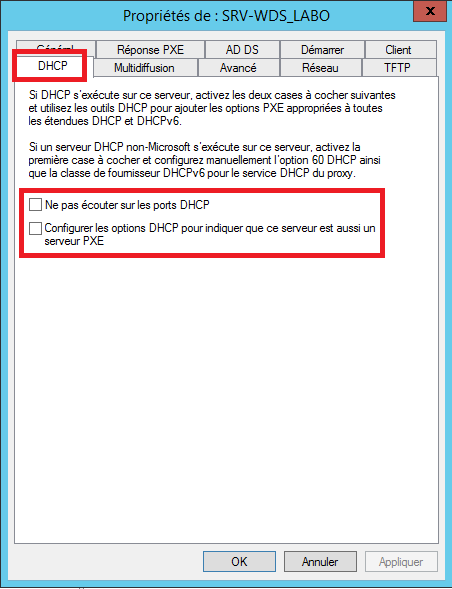 Propriétés de : SRV-WDS_LABO
x
Général
Réponse PXE
AD DS
Démarrer
Client
DHCP
Multidiffusion
Avancé
Réseau
TFTP
Si DHCP s'exécute sur ce serveur, activez les deux cases à cocher suivantes
et utilisez les outils DHCP pour ajouter les options PXE appropriées à toutes
les étendues DHCP et DHCPv6.
Si un serveur DHCP non-Microsoft s'exécute sur ce serveur, activez la
première case à cocher et configurez manuellement l'option 60 DHCP ainsi
que la classe de fournisseur DHCPv6 pour le service DHCP du proxy.
Ne pas écouter sur les ports DHCP
Configurer les options DHCP pour indiquer que ce serveur est aussi un
serveur PXE
OK
Annuler
Appliquer